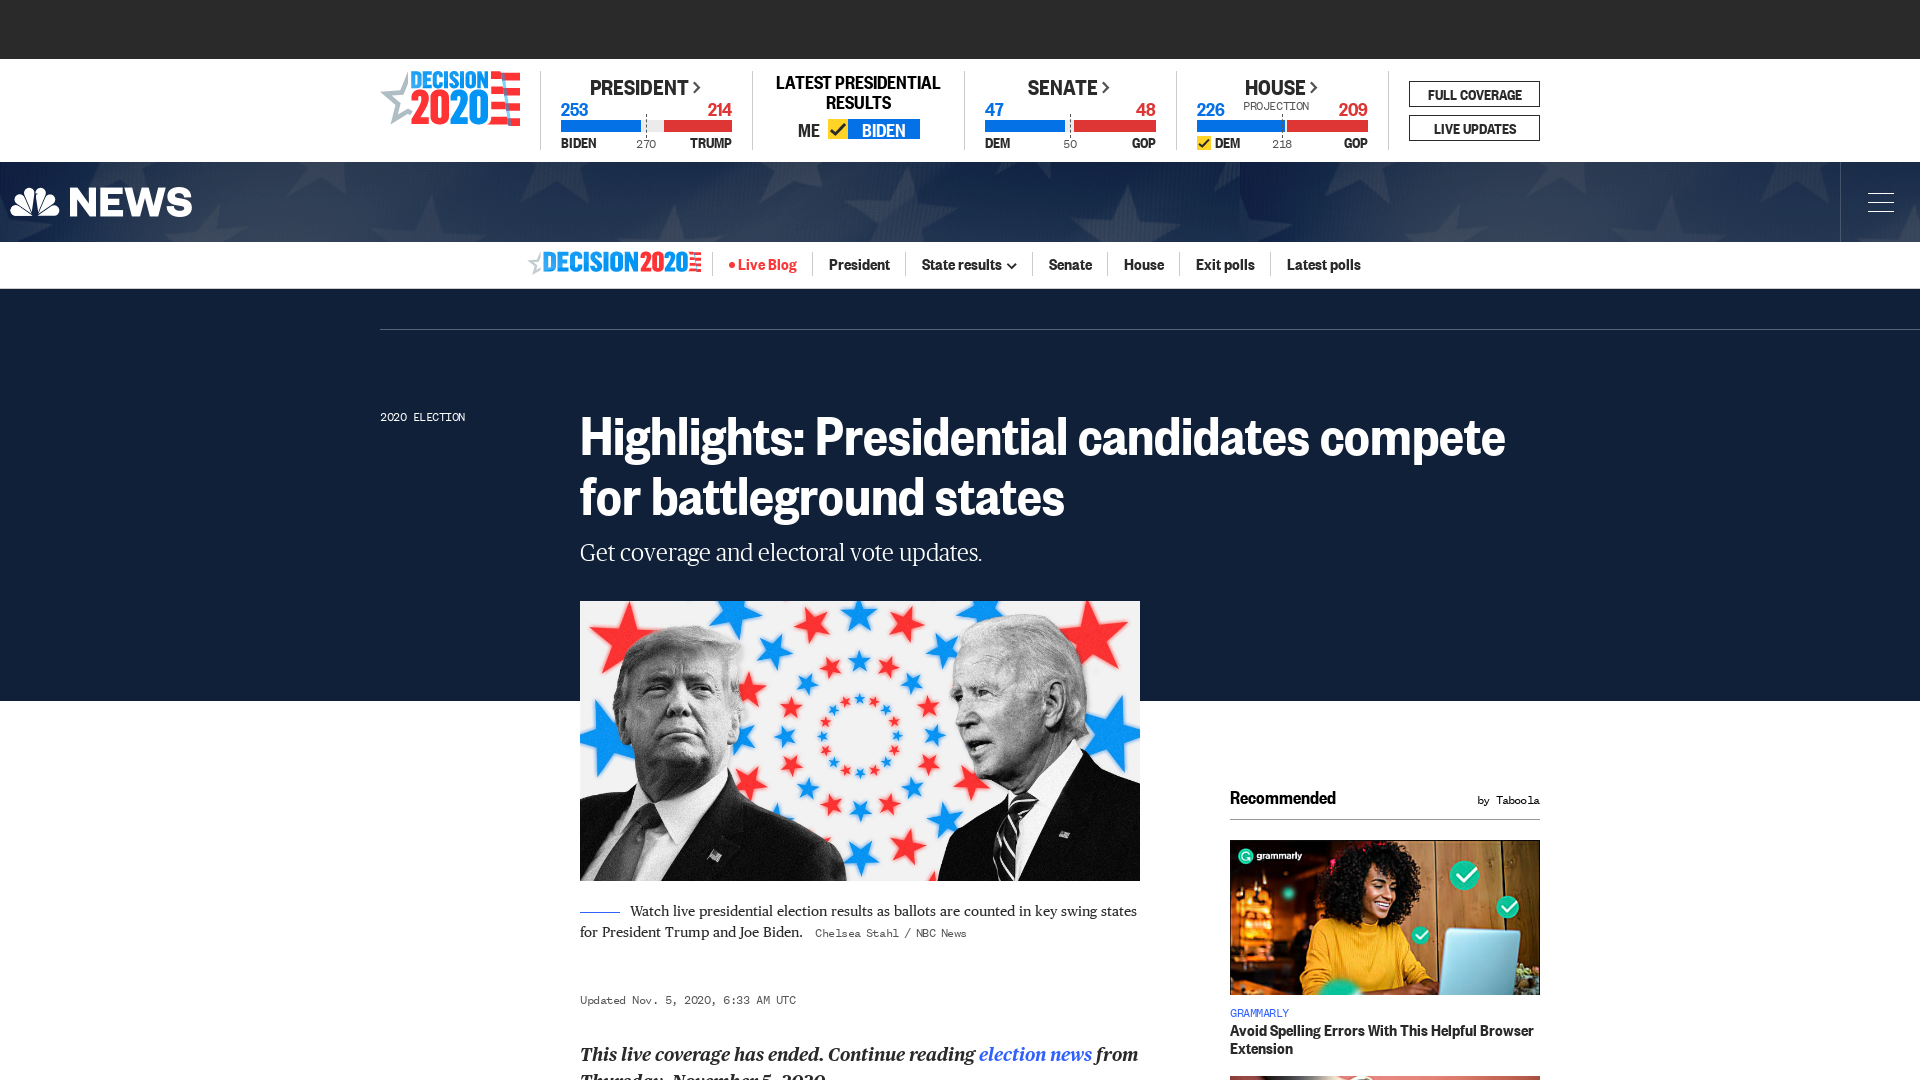 DECISION
2020
PRESIDENT
253 214
BIDEN 270 TRUMP
LATEST PRESIDENTIAL
RESULTS
ME BIDEN
SENATE
47 48
DEM 50 GOP
HOUSE
226 PROJECTION 209
DEM 218 GOP
FULL COVERAGE
LIVE UPDATES
NEWS
DECISION2020 Live Blog President State results Senate House Exit polls Latest polls
2020 ELECTION
Highlights: Presidential candidates compete
for battleground states
Get coverage and electoral vote updates.
Watch live presidential election results as ballots are counted in key swing states
for President Trump and Joe Biden. Chelsea Stahl / NBC News
Updated Nov. 5, 2020, 6:33 AM UTC
This live coverage has ended. Continue reading election news from
Thursday, November 5, 2020.
Recommended by Taboola
grammarly
GRAMMARLY
Avoid Spelling Errors With This Helpful Browser
Extension